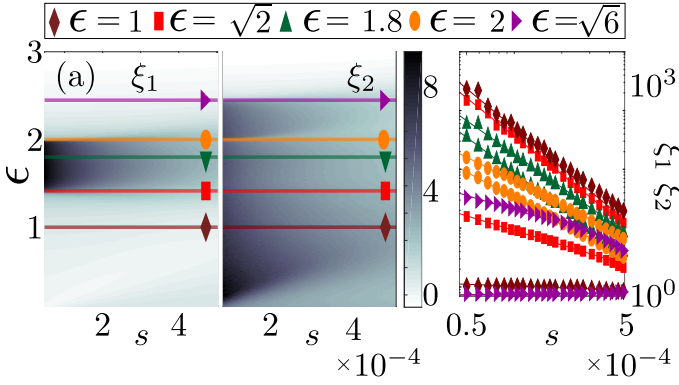 ϵ = 1 ϵ = √2 ϵ = 1.8 ϵ = 2 ϵ = √6
3
2
1
ϵ
(a) ξ₁
2 s 4
ξ₂
2 s 4
×10⁻⁴
8
4
0
10³
ξ₁ ξ₂
10⁰
0.5 s 5
×10⁻⁴